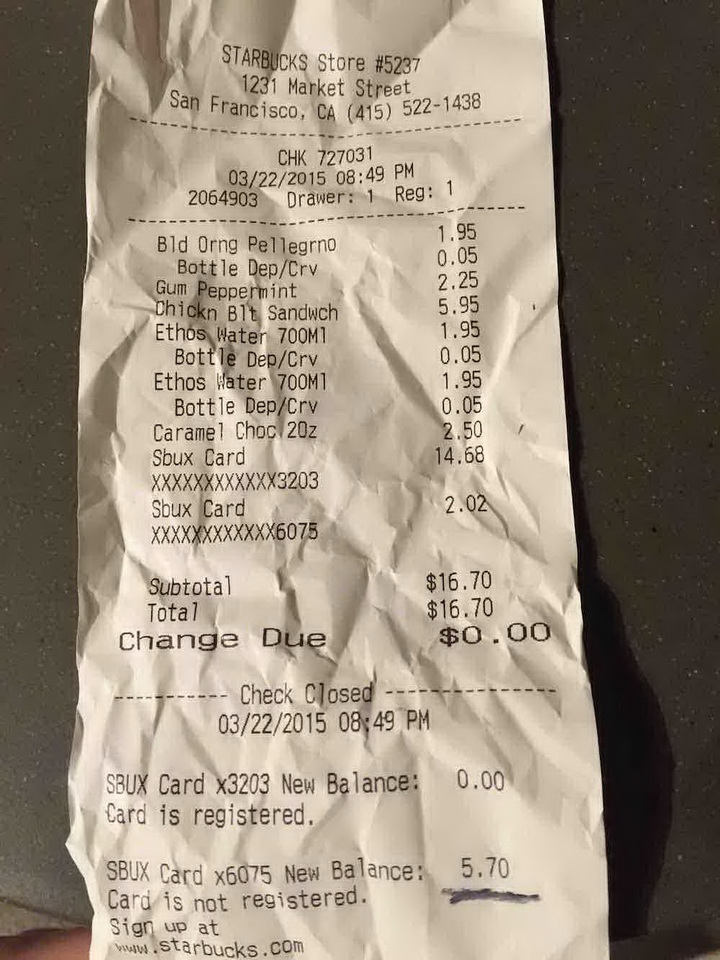 STARBUCKS Store #5237
1231 Market Street
San Francisco, CA (415) 522-1438
CHK 727031
03/22/2015 08:49 PM
2064903 Drawer: 1 Reg: 1
Bld Orng Pellegrno 1.95
Bottle Dep/Crv 0.05
Gum Peppermint 2.25
Chickn Blt Sandwch 5.95
Ethos Water 700Ml 1.95
Bottle Dep/Crv 0.05
Ethos Water 700Ml 1.95
Bottle Dep/Crv 0.05
Caramel Choc 2Oz 2.50
Sbux Card 14.68
XXXXXXXXXXXX3203
Sbux Card 2.02
XXXXXXXXXXXX6075
Subtotal $16.70
Total $16.70
Change Due $0.00
----------- Check Closed -------------
03/22/2015 08:49 PM
SBUX Card x3203 New Balance: 0.00
Card is registered.
SBUX Card x6075 New Balance: 5.70
Card is not registered.
Sign up at
www.starbucks.com